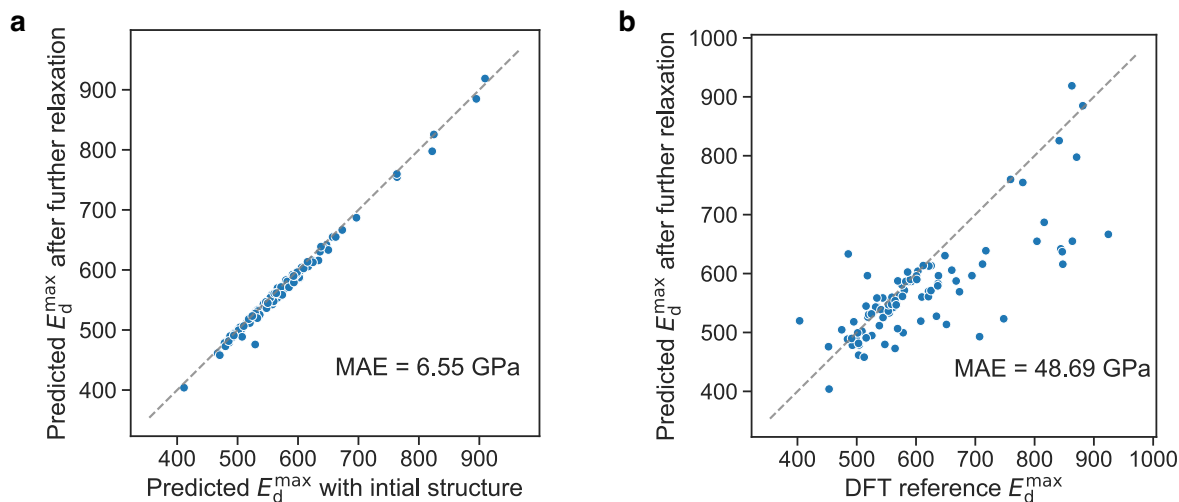 a
Predicted E_d^max after further relaxation
900
800
700
600
500
400
MAE = 6.55 GPa
400 500 600 700 800 900
Predicted E_d^max with intial structure
b
Predicted E_d^max after further relaxation
1000
900
800
700
600
500
400
MAE = 48.69 GPa
400 500 600 700 800 900 1000
DFT reference E_d^max